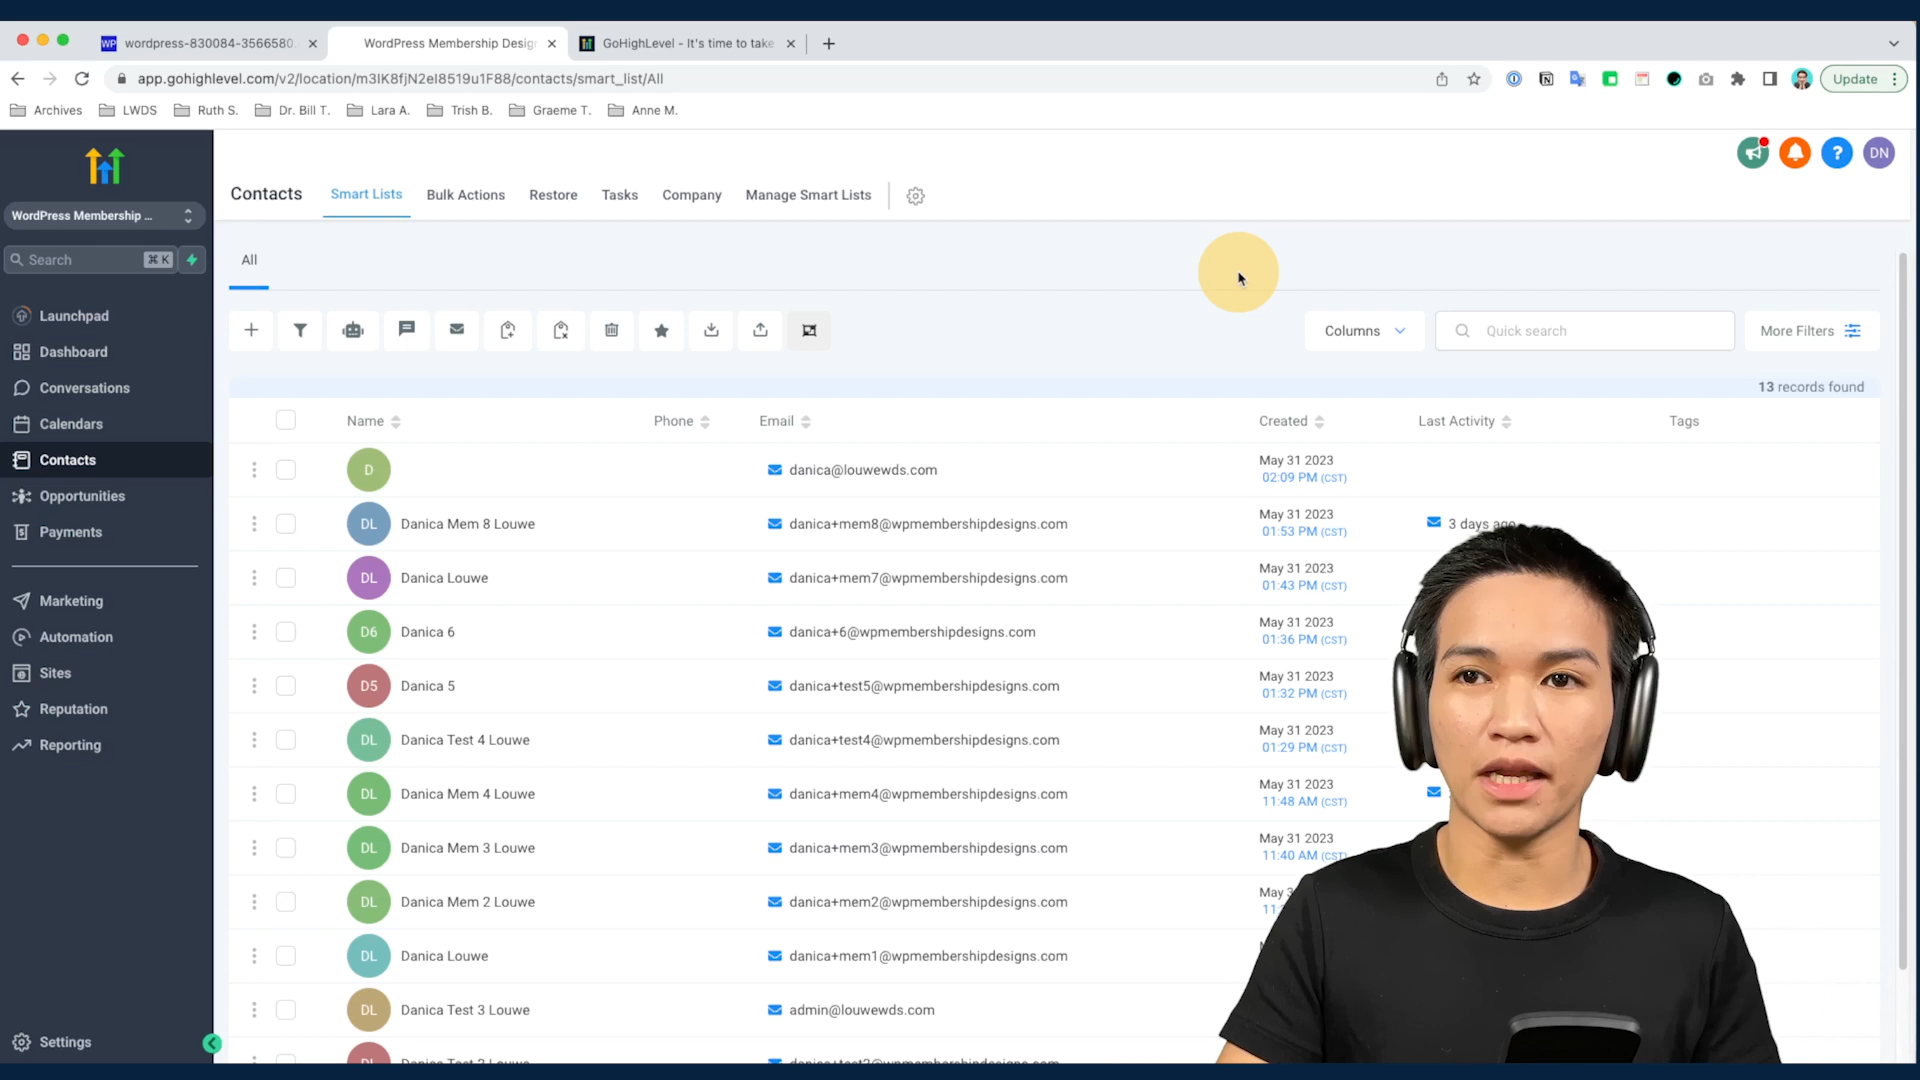 WP wordpress-830084-3566580.
WordPress Membership Desig
GoHighLevel - It's time to take
app.gohighlevel.com/v2/location/m3IK8fjN2eI8519u1F88/contacts/smart_list/All
Update
Archives
LWDS
Ruth S.
Dr. Bill T.
Lara A.
Trish B.
Graeme T.
Anne M.
DN
WordPress Membership ...
Search
⌘ K
Launchpad
Dashboard
Conversations
Calendars
Contacts
Opportunities
Payments
Marketing
Automation
Sites
Reputation
Reporting
Settings
Contacts
Smart Lists
Bulk Actions
Restore
Tasks
Company
Manage Smart Lists
All
Columns
Quick search
More Filters
13 records found
Name Phone Email Created Last Activity Tags
D danica@louwewds.com May 31 2023
02:09 PM (CST)
DL Danica Mem 8 Louwe danica+mem8@wpmembershipdesigns.com May 31 2023
01:53 PM (CST) 3 days ago
DL Danica Louwe danica+mem7@wpmembershipdesigns.com May 31 2023
01:43 PM (CST)
D6 Danica 6 danica+6@wpmembershipdesigns.com May 31 2023
01:36 PM (CST)
D5 Danica 5 danica+test5@wpmembershipdesigns.com May 31 2023
01:32 PM (CST)
DL Danica Test 4 Louwe danica+test4@wpmembershipdesigns.com May 31 2023
01:29 PM (CST)
DL Danica Mem 4 Louwe danica+mem4@wpmembershipdesigns.com May 31 2023
11:48 AM (CST)
DL Danica Mem 3 Louwe danica+mem3@wpmembershipdesigns.com May 31 2023
11:40 AM (CST)
DL Danica Mem 2 Louwe danica+mem2@wpmembershipdesigns.com May
DL Danica Louwe danica+mem1@wpmembershipdesigns.com
DL Danica Test 3 Louwe admin@louwewds.com